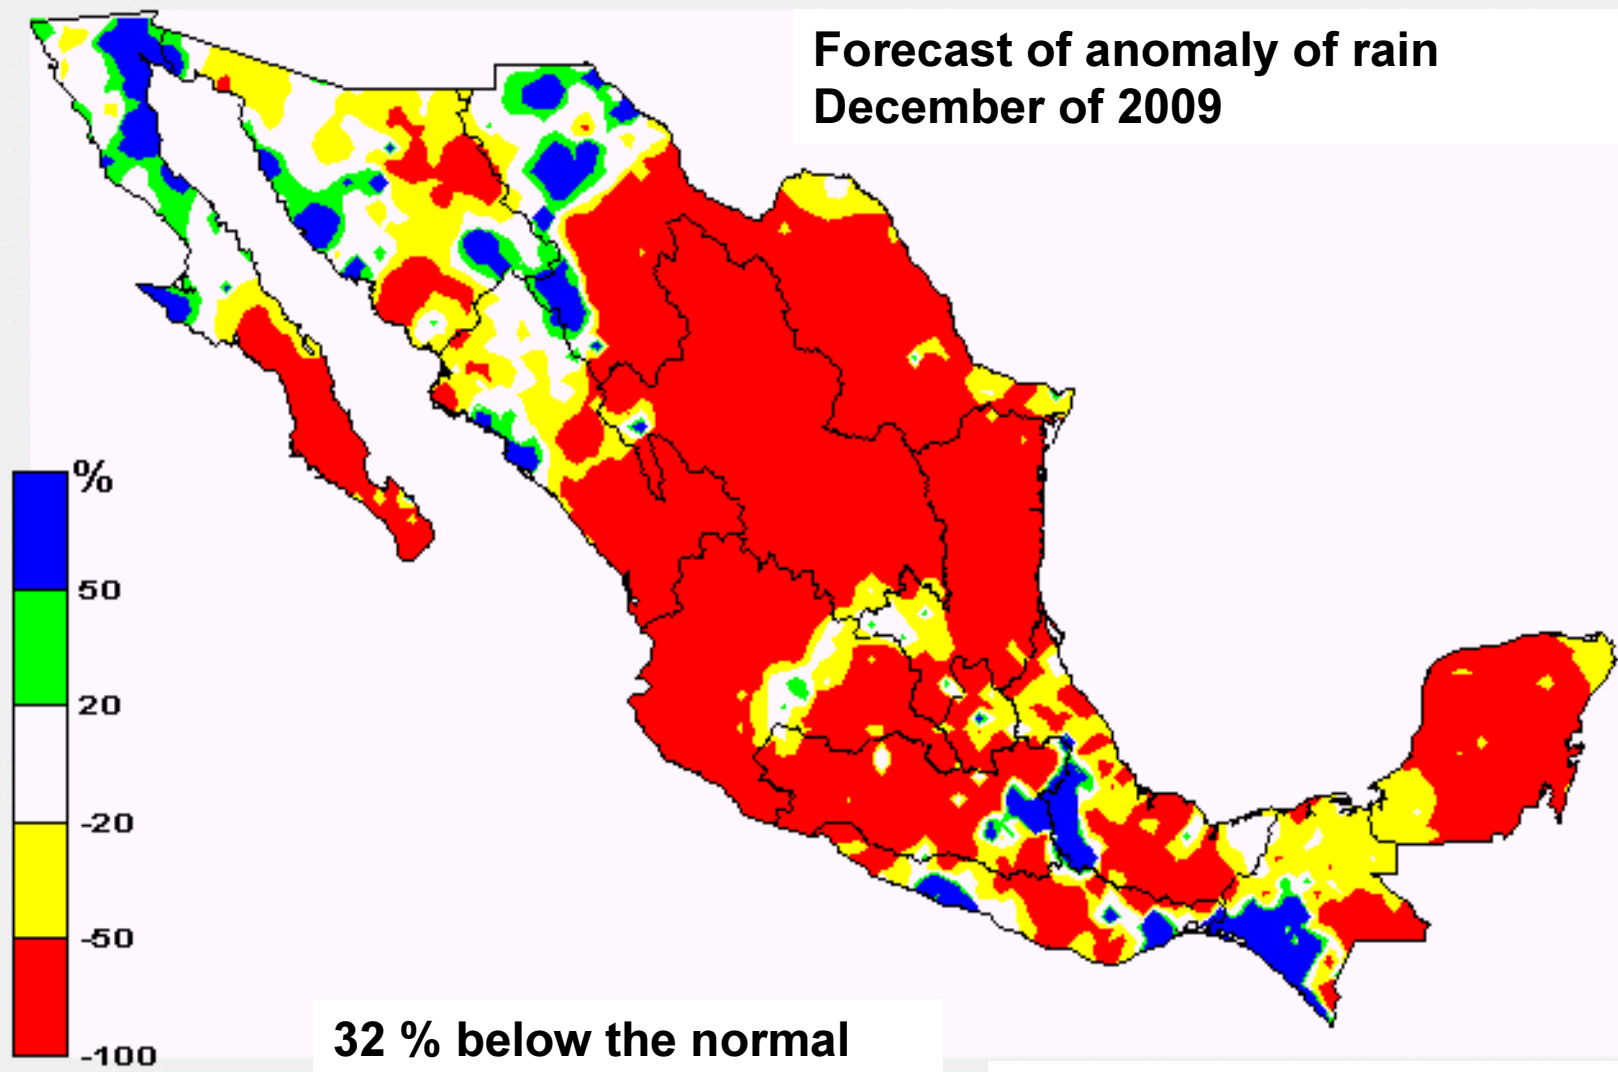 Forecast of anomaly of rain
December of 2009
%
50
20
-20
-50
-100
32 % below the normal